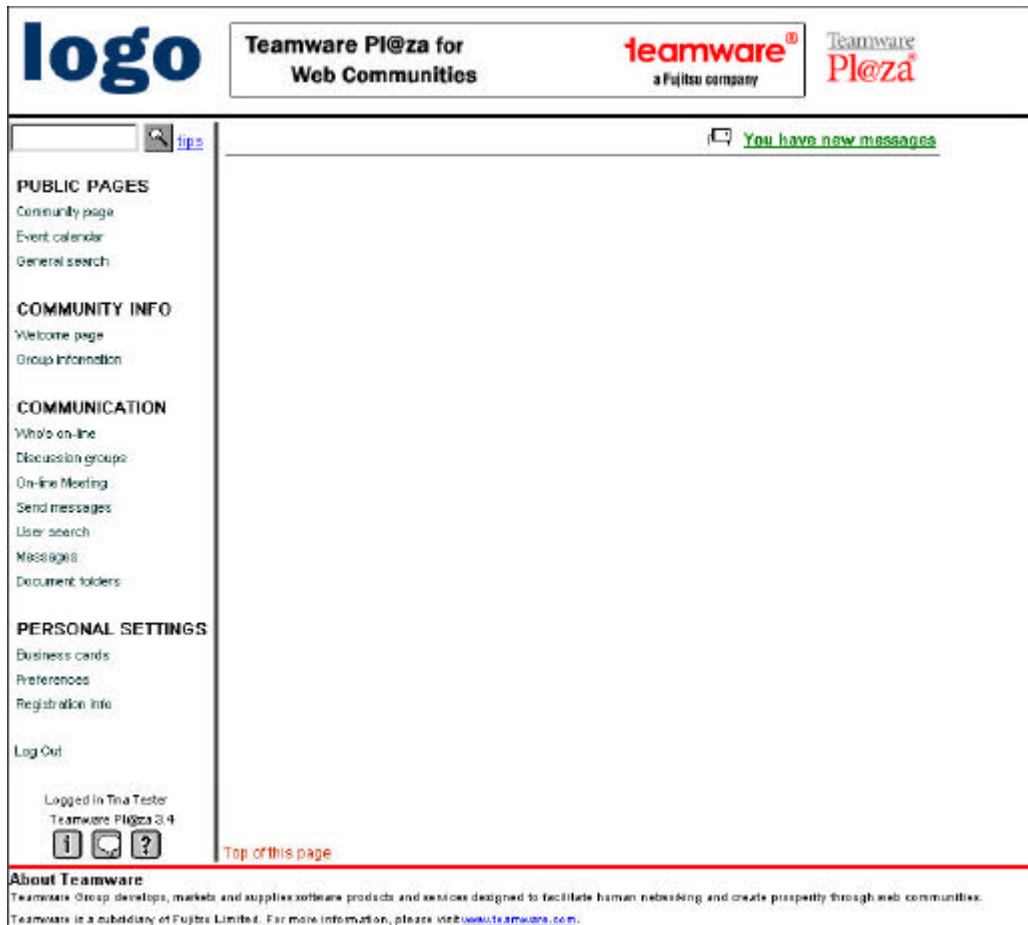 logo
Teamware Pl@za for
Web Communities
teamware®
a Fujitsu company
Teamware
Pl@za®
tips
You have new messages
PUBLIC PAGES
Community page
Event calendar
General search
COMMUNITY INFO
Welcome page
Group information
COMMUNICATION
Who's on-line
Discussion groups
On-line Meeting
Send messages
User search
Messages
Document folders
PERSONAL SETTINGS
Business cards
Preferences
Registration info
Log Out
Logged in Tina Tester
Teamware Pl@za 3.4
i ?
Top of this page
About Teamware
Teamware Group develops, markets and supplies software products and services designed to facilitate human networking and create prosperity through web communities.
Teamware is a subsidiary of Fujitsu Limited. For more information, please visit www.teamware.com.